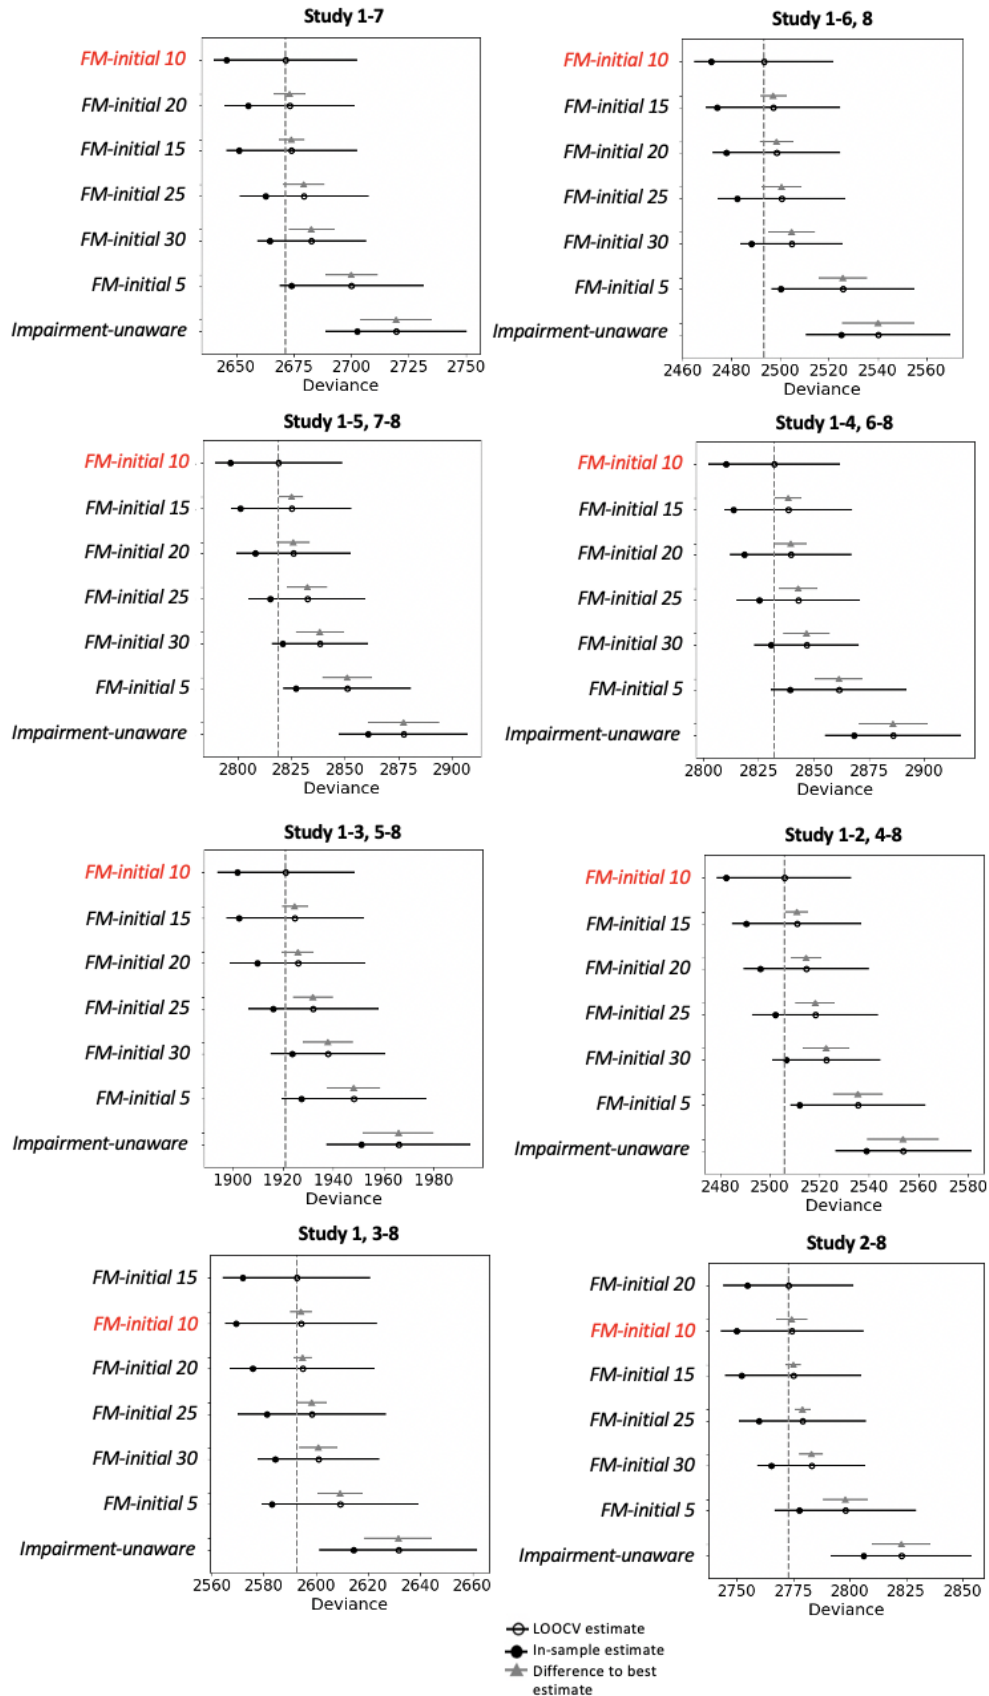 Study 1-7
FM-initial 10
FM-initial 20
FM-initial 15
FM-initial 25
FM-initial 30
FM-initial 5
Impairment-unaware
2650 2675 2700 2725 2750
Deviance
Study 1-6, 8
FM-initial 10
FM-initial 15
FM-initial 20
FM-initial 25
FM-initial 30
FM-initial 5
Impairment-unaware
2460 2480 2500 2520 2540 2560
Deviance
Study 1-5, 7-8
FM-initial 10
FM-initial 15
FM-initial 20
FM-initial 25
FM-initial 30
FM-initial 5
Impairment-unaware
2800 2825 2850 2875 2900
Deviance
Study 1-4, 6-8
FM-initial 10
FM-initial 15
FM-initial 20
FM-initial 25
FM-initial 30
FM-initial 5
Impairment-unaware
2800 2825 2850 2875 2900
Deviance
Study 1-3, 5-8
FM-initial 10
FM-initial 15
FM-initial 20
FM-initial 25
FM-initial 30
FM-initial 5
Impairment-unaware
1900 1920 1940 1960 1980
Deviance
Study 1-2, 4-8
FM-initial 10
FM-initial 15
FM-initial 20
FM-initial 25
FM-initial 30
FM-initial 5
Impairment-unaware
2480 2500 2520 2540 2560 2580
Deviance
Study 1, 3-8
FM-initial 15
FM-initial 10
FM-initial 20
FM-initial 25
FM-initial 30
FM-initial 5
Impairment-unaware
2560 2580 2600 2620 2640 2660
Deviance
Study 2-8
FM-initial 20
FM-initial 10
FM-initial 15
FM-initial 25
FM-initial 30
FM-initial 5
Impairment-unaware
2750 2775 2800 2825 2850
Deviance
LOOCV estimate
In-sample estimate
Difference to best
estimate